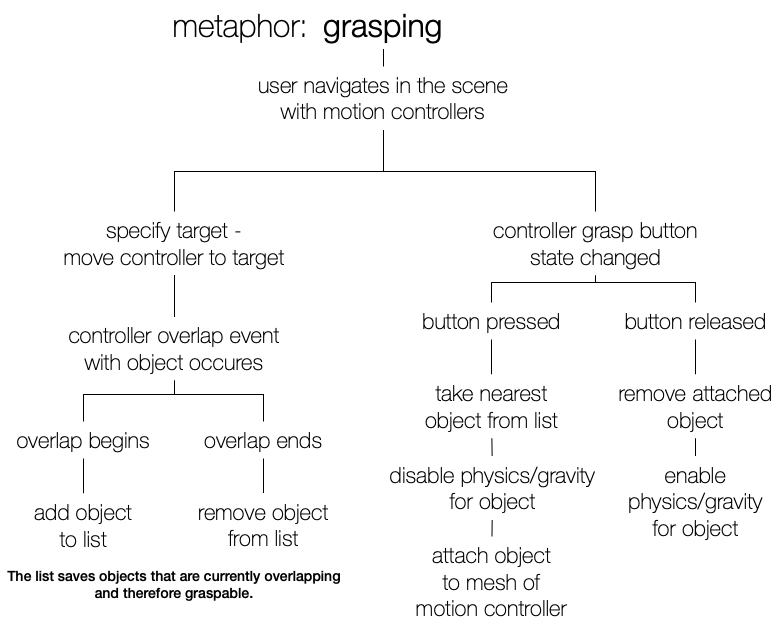 metaphor: grasping
user navigates in the scene
with motion controllers
specify target -
move controller to target
controller overlap event
with object occures
overlap begins
add object
to list
overlap ends
remove object
from list
The list saves objects that are currently overlapping
and therefore graspable.
controller grasp button
state changed
button pressed
take nearest
object from list
disable physics/gravity
for object
attach object
to mesh of
motion controller
button released
remove attached
object
enable
physics/gravity
for object